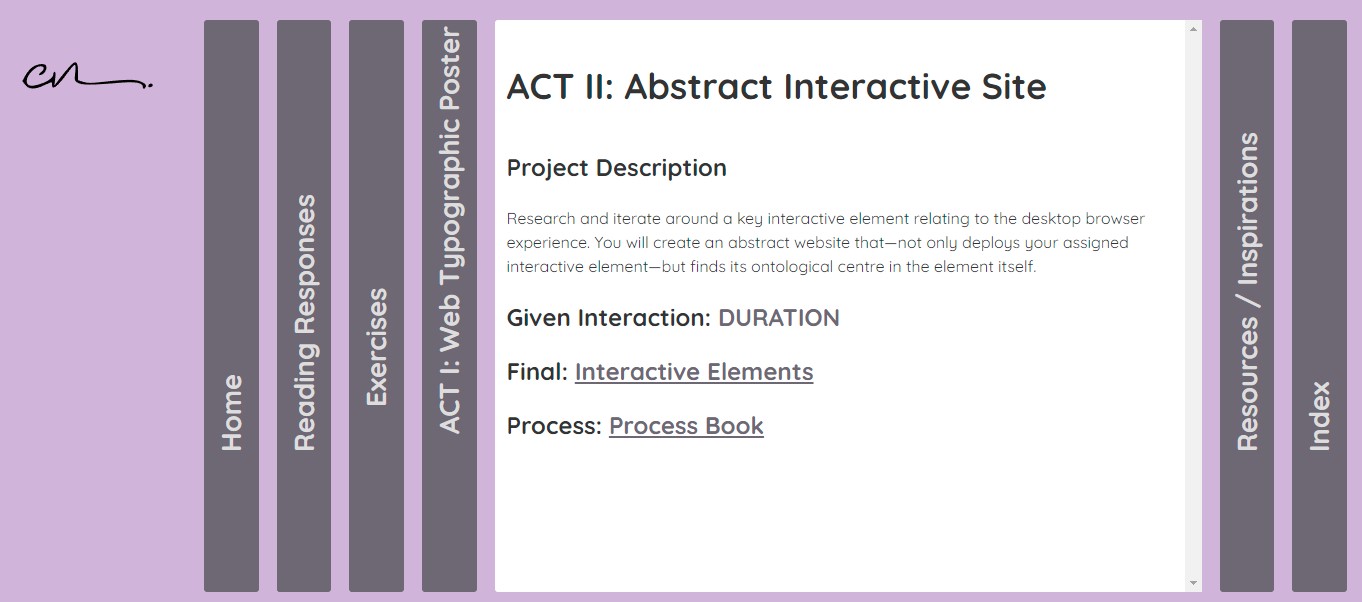 Home
Reading Responses
Exercises
ACT I: Web Typographic Poster
ACT II: Abstract Interactive Site
Project Description
Research and iterate around a key interactive element relating to the desktop browser
experience. You will create an abstract website that—not only deploys your assigned
interactive element—but finds its ontological centre in the element itself.
Given Interaction: DURATION
Final: Interactive Elements
Process: Process Book
Resources / Inspirations
Index